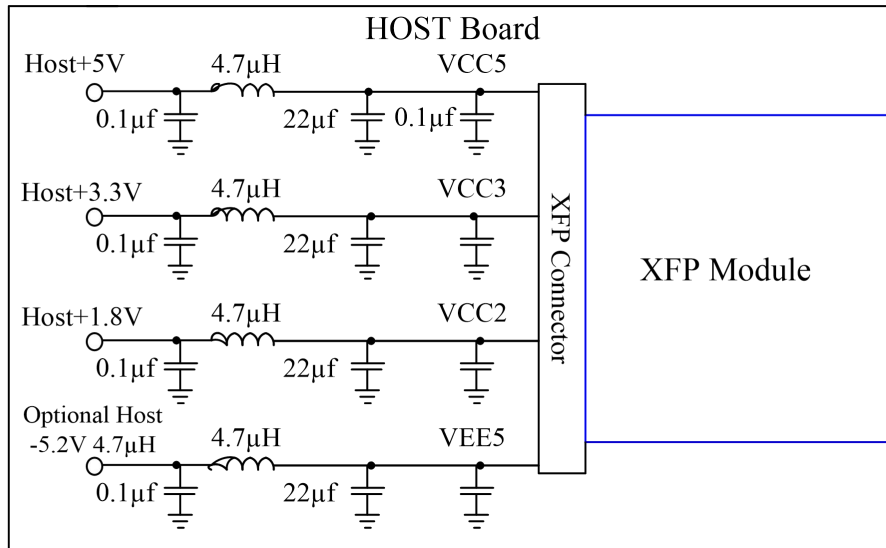 HOST Board
Host+5V
4.7µH
VCC5
0.1µf
22µf
0.1µf
Host+3.3V
4.7µH
VCC3
0.1µf
22µf
Host+1.8V
4.7µH
VCC2
0.1µf
22µf
Optional Host
-5.2V 4.7µH
4.7µH
VEE5
0.1µf
22µf
XFP Connector
XFP Module